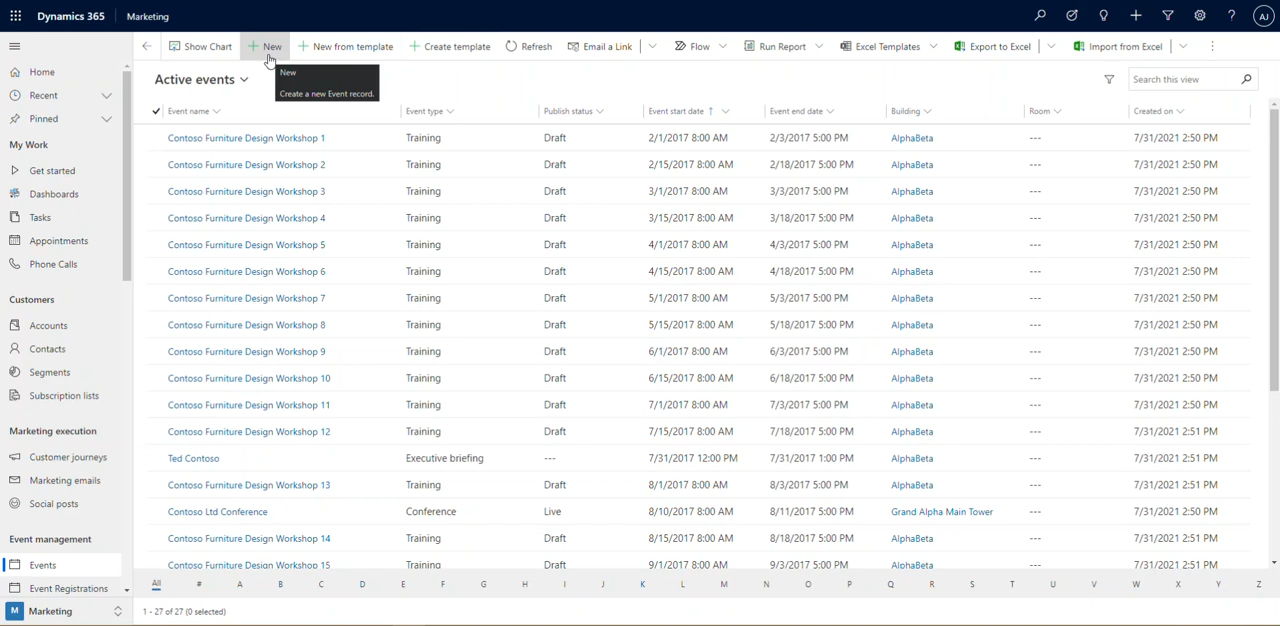 Dynamics 365 Marketing AJ
Show Chart New New from template Create template Refresh Email a Link Flow Run Report Excel Templates Export to Excel Import from Excel
Home
Recent
Pinned
My Work
Get started
Dashboards
Tasks
Appointments
Phone Calls
Customers
Accounts
Contacts
Segments
Subscription lists
Marketing execution
Customer journeys
Marketing emails
Social posts
Event management
Events
Event Registrations
M Marketing
Active events
New
Create a new Event record.
Search this view
Event name Event type Publish status Event start date Event end date Building Room Created on
Contoso Furniture Design Workshop 1 Training Draft 2/1/2017 8:00 AM 2/3/2017 5:00 PM AlphaBeta --- 7/31/2021 2:50 PM
Contoso Furniture Design Workshop 2 Training Draft 2/15/2017 8:00 AM 2/18/2017 5:00 PM AlphaBeta --- 7/31/2021 2:50 PM
Contoso Furniture Design Workshop 3 Training Draft 3/1/2017 8:00 AM 3/3/2017 5:00 PM AlphaBeta --- 7/31/2021 2:50 PM
Contoso Furniture Design Workshop 4 Training Draft 3/15/2017 8:00 AM 3/18/2017 5:00 PM AlphaBeta --- 7/31/2021 2:50 PM
Contoso Furniture Design Workshop 5 Training Draft 4/1/2017 8:00 AM 4/3/2017 5:00 PM AlphaBeta --- 7/31/2021 2:50 PM
Contoso Furniture Design Workshop 6 Training Draft 4/15/2017 8:00 AM 4/18/2017 5:00 PM AlphaBeta --- 7/31/2021 2:50 PM
Contoso Furniture Design Workshop 7 Training Draft 5/1/2017 8:00 AM 5/3/2017 5:00 PM AlphaBeta --- 7/31/2021 2:50 PM
Contoso Furniture Design Workshop 8 Training Draft 5/15/2017 8:00 AM 5/18/2017 5:00 PM AlphaBeta --- 7/31/2021 2:50 PM
Contoso Furniture Design Workshop 9 Training Draft 6/1/2017 8:00 AM 6/3/2017 5:00 PM AlphaBeta --- 7/31/2021 2:50 PM
Contoso Furniture Design Workshop 10 Training Draft 6/15/2017 8:00 AM 6/18/2017 5:00 PM AlphaBeta --- 7/31/2021 2:50 PM
Contoso Furniture Design Workshop 11 Training Draft 7/1/2017 8:00 AM 7/3/2017 5:00 PM AlphaBeta --- 7/31/2021 2:50 PM
Contoso Furniture Design Workshop 12 Training Draft 7/15/2017 8:00 AM 7/18/2017 5:00 PM AlphaBeta --- 7/31/2021 2:51 PM
Ted Contoso Executive briefing --- 7/31/2017 12:00 PM 7/31/2017 1:00 PM AlphaBeta --- 7/31/2021 2:51 PM
Contoso Furniture Design Workshop 13 Training Draft 8/1/2017 8:00 AM 8/3/2017 5:00 PM AlphaBeta --- 7/31/2021 2:51 PM
Contoso Ltd Conference Conference Live 8/10/2017 8:00 AM 8/11/2017 5:00 PM Grand Alpha Main Tower --- 7/31/2021 2:50 PM
Contoso Furniture Design Workshop 14 Training Draft 8/15/2017 8:00 AM 8/18/2017 5:00 PM AlphaBeta --- 7/31/2021 2:51 PM
Contoso Furniture Design Workshop 15 Training Draft 9/1/2017 8:00 AM 9/3/2017 5:00 PM AlphaBeta --- 7/31/2021 2:51 PM
All # A B C D E F G H I J K L M N O P Q R S T U V W X Y Z
1 - 27 of 27 (0 selected)